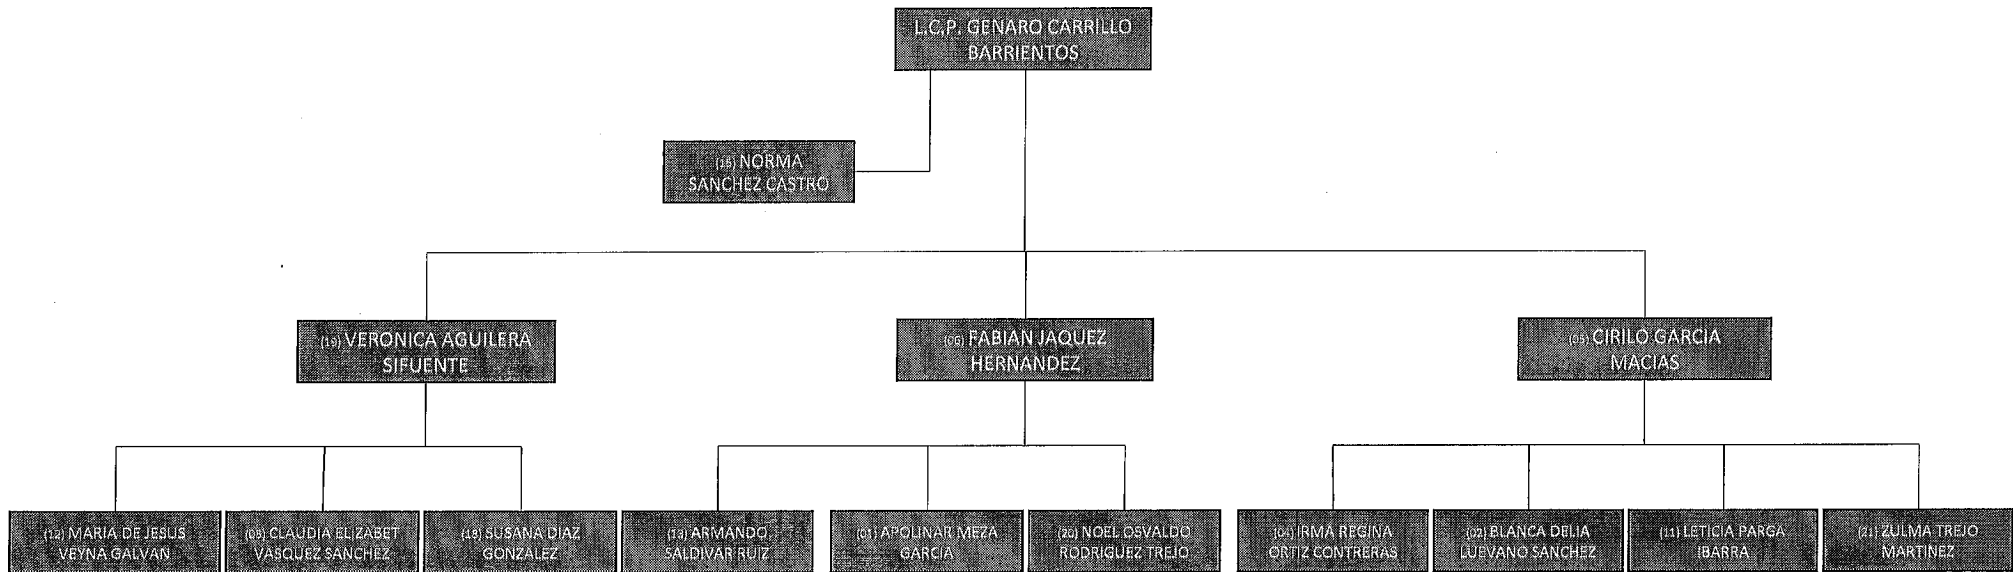 L.C.P. GENARO CARRILLO
BARRIENTOS
(15) NORMA
SANCHEZ CASTRO
(19) VERONICA AGUILERA
SIFUENTE
(06) FABIAN JAQUEZ
HERNANDEZ
(05) CIRILO GARCIA
MACIAS
(12) MARIA DE JESUS
VEYNA GALVAN
CLAUDIA ELIZABET
VASQUEZ SANCHEZ
SUSANA DIAZ
GONZALEZ
(13) ARMANDO
SALDIVAR RUIZ
(01) APOLINAR MEZA
GARCIA
(20) NOEL OSVALDO
RODRIGUEZ TREJO
(04) IRMA REGINA
ORTIZ CONTRERAS
(02) BLANCA DELIA
LUEVANO SANCHEZ
(11) LETICIA PARGA
IBARRA
(21) ZULMA TREJO
MARTINEZ